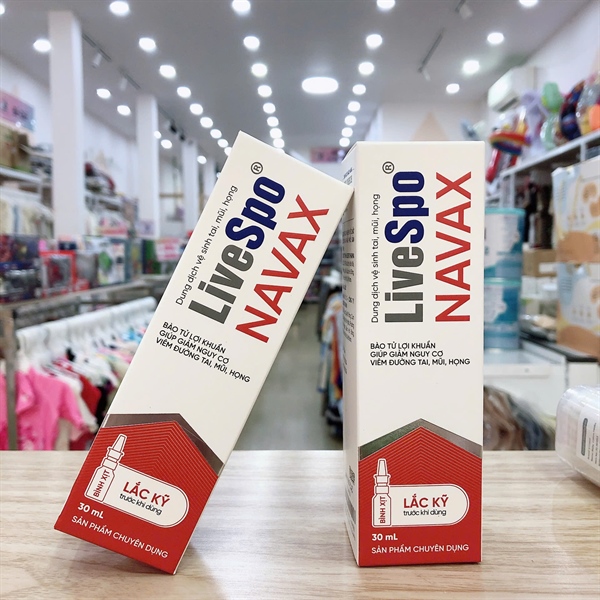 Dung dịch vệ sinh tai, mũi, họng
LiveSpo®
NAVAX
BÀO TỬ LỢI KHUẨN
GIÚP GIẢM NGUY CƠ
VIÊM ĐƯỜNG TAI, MŨI, HỌNG
BÌNH XỊT
LẮC KỸ
trước khi dùng
30 mL
SẢN PHẨM CHUYÊN DỤNG
Dung dịch vệ sinh tai, mũi, họng
LiveSpo®
NAVAX
BÀO TỬ LỢI KHUẨN
GIÚP GIẢM NGUY CƠ
VIÊM ĐƯỜNG TAI, MŨI, HỌNG
BÌNH XỊT
LẮC KỸ
trước khi dùng
30 mL
SẢN PHẨM CHUYÊN DỤNG